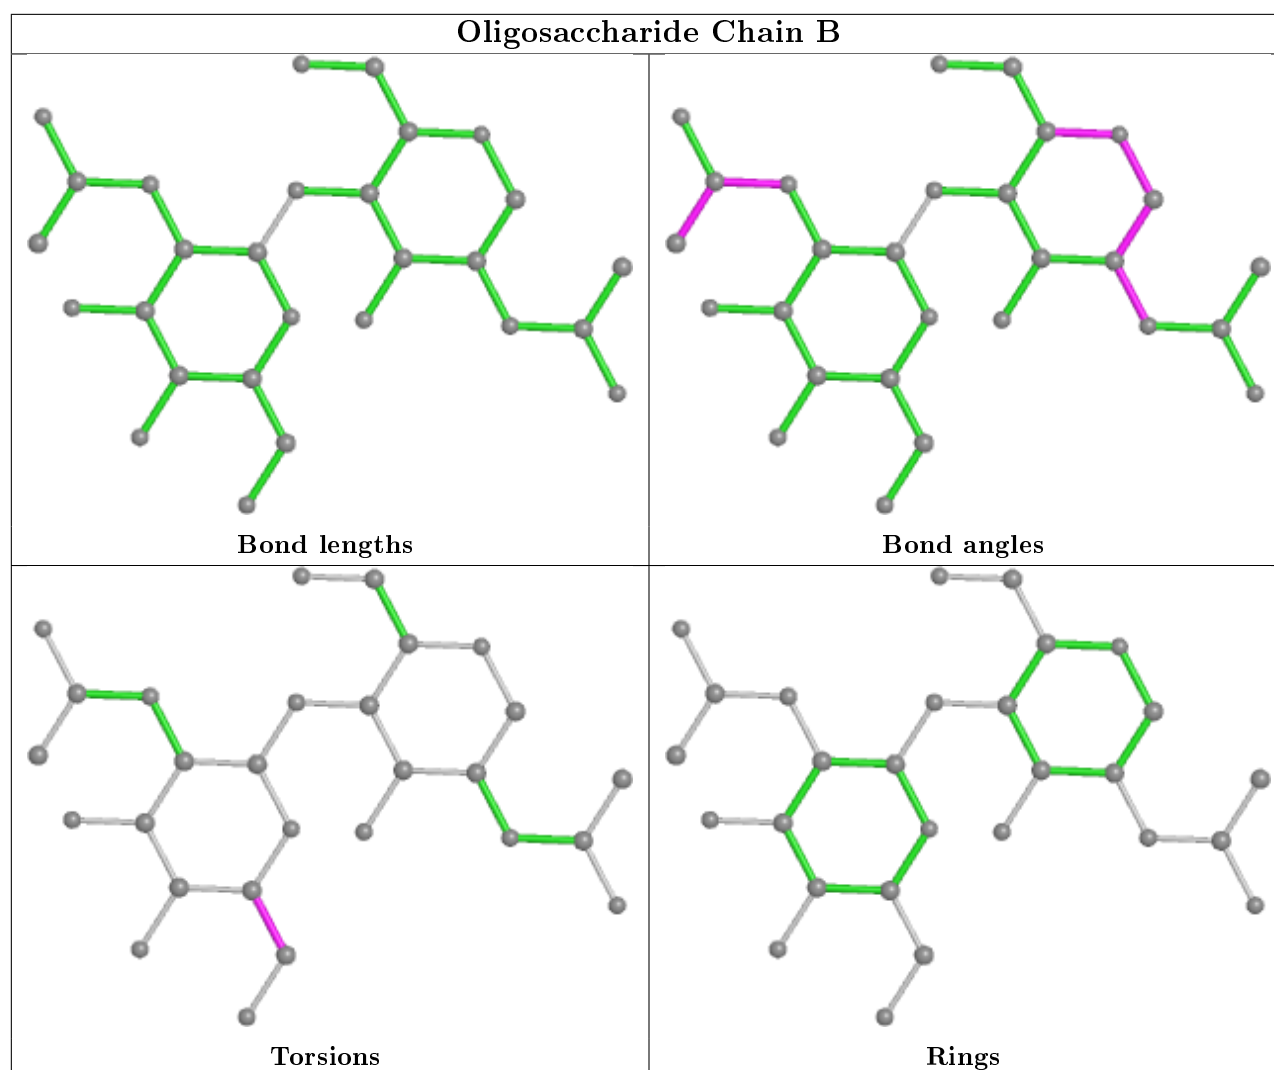 Oligosaccharide Chain B
Bond lengths
Bond angles
Torsions
Rings